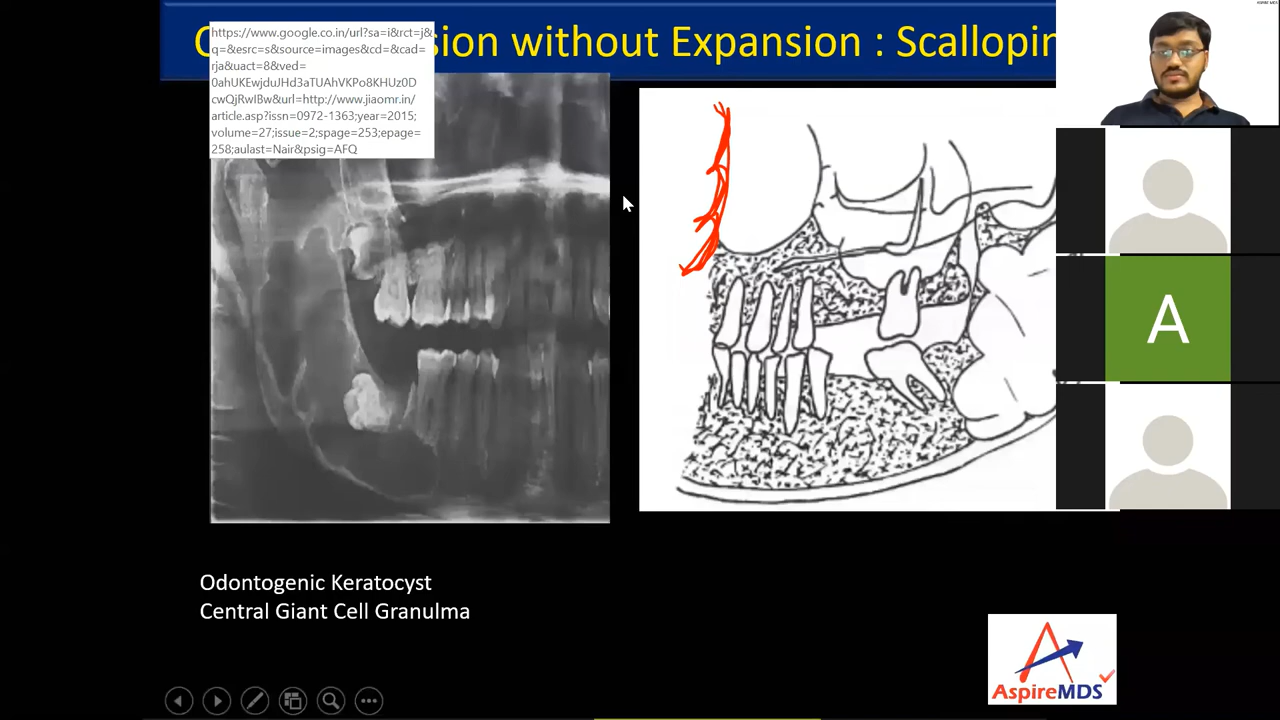 https://www.google.co.in/url?sa=i&rct=j&
q=&esrc=s&source=images&cd=&cad=
rja&uact=8&ved=
0ahUKEwjduJHd3aTUAhVKPo8KHUz0D
cwQjRwIBw&url=http://www.jiaomr.in/
article.asp?issn=0972-1363;year=2015;
volume=27;issue=2;spage=253;epage=
258;aulast=Nair&psig=AFQ
without Expansion :
A
Odontogenic Keratocyst
Central Giant Cell Granulma
AspireMDS
ASPIRE MDS